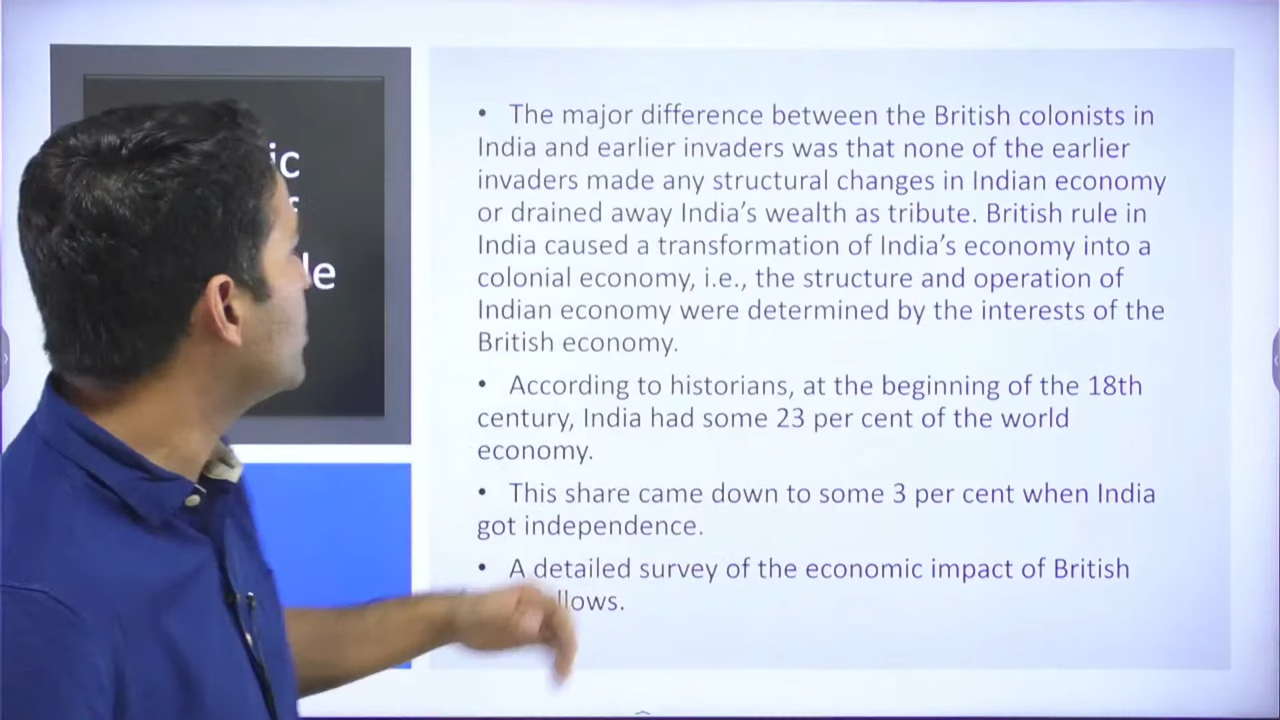 • The major difference between the British colonists in
India and earlier invaders was that none of the earlier
invaders made any structural changes in Indian economy
or drained away India's wealth as tribute. British rule in
India caused a transformation of India's economy into a
colonial economy, i.e., the structure and operation of
Indian economy were determined by the interests of the
British economy.
• According to historians, at the beginning of the 18th
century, India had some 23 per cent of the world
economy.
• This share came down to some 3 per cent when India
got independence.
• A detailed survey of the economic impact of British